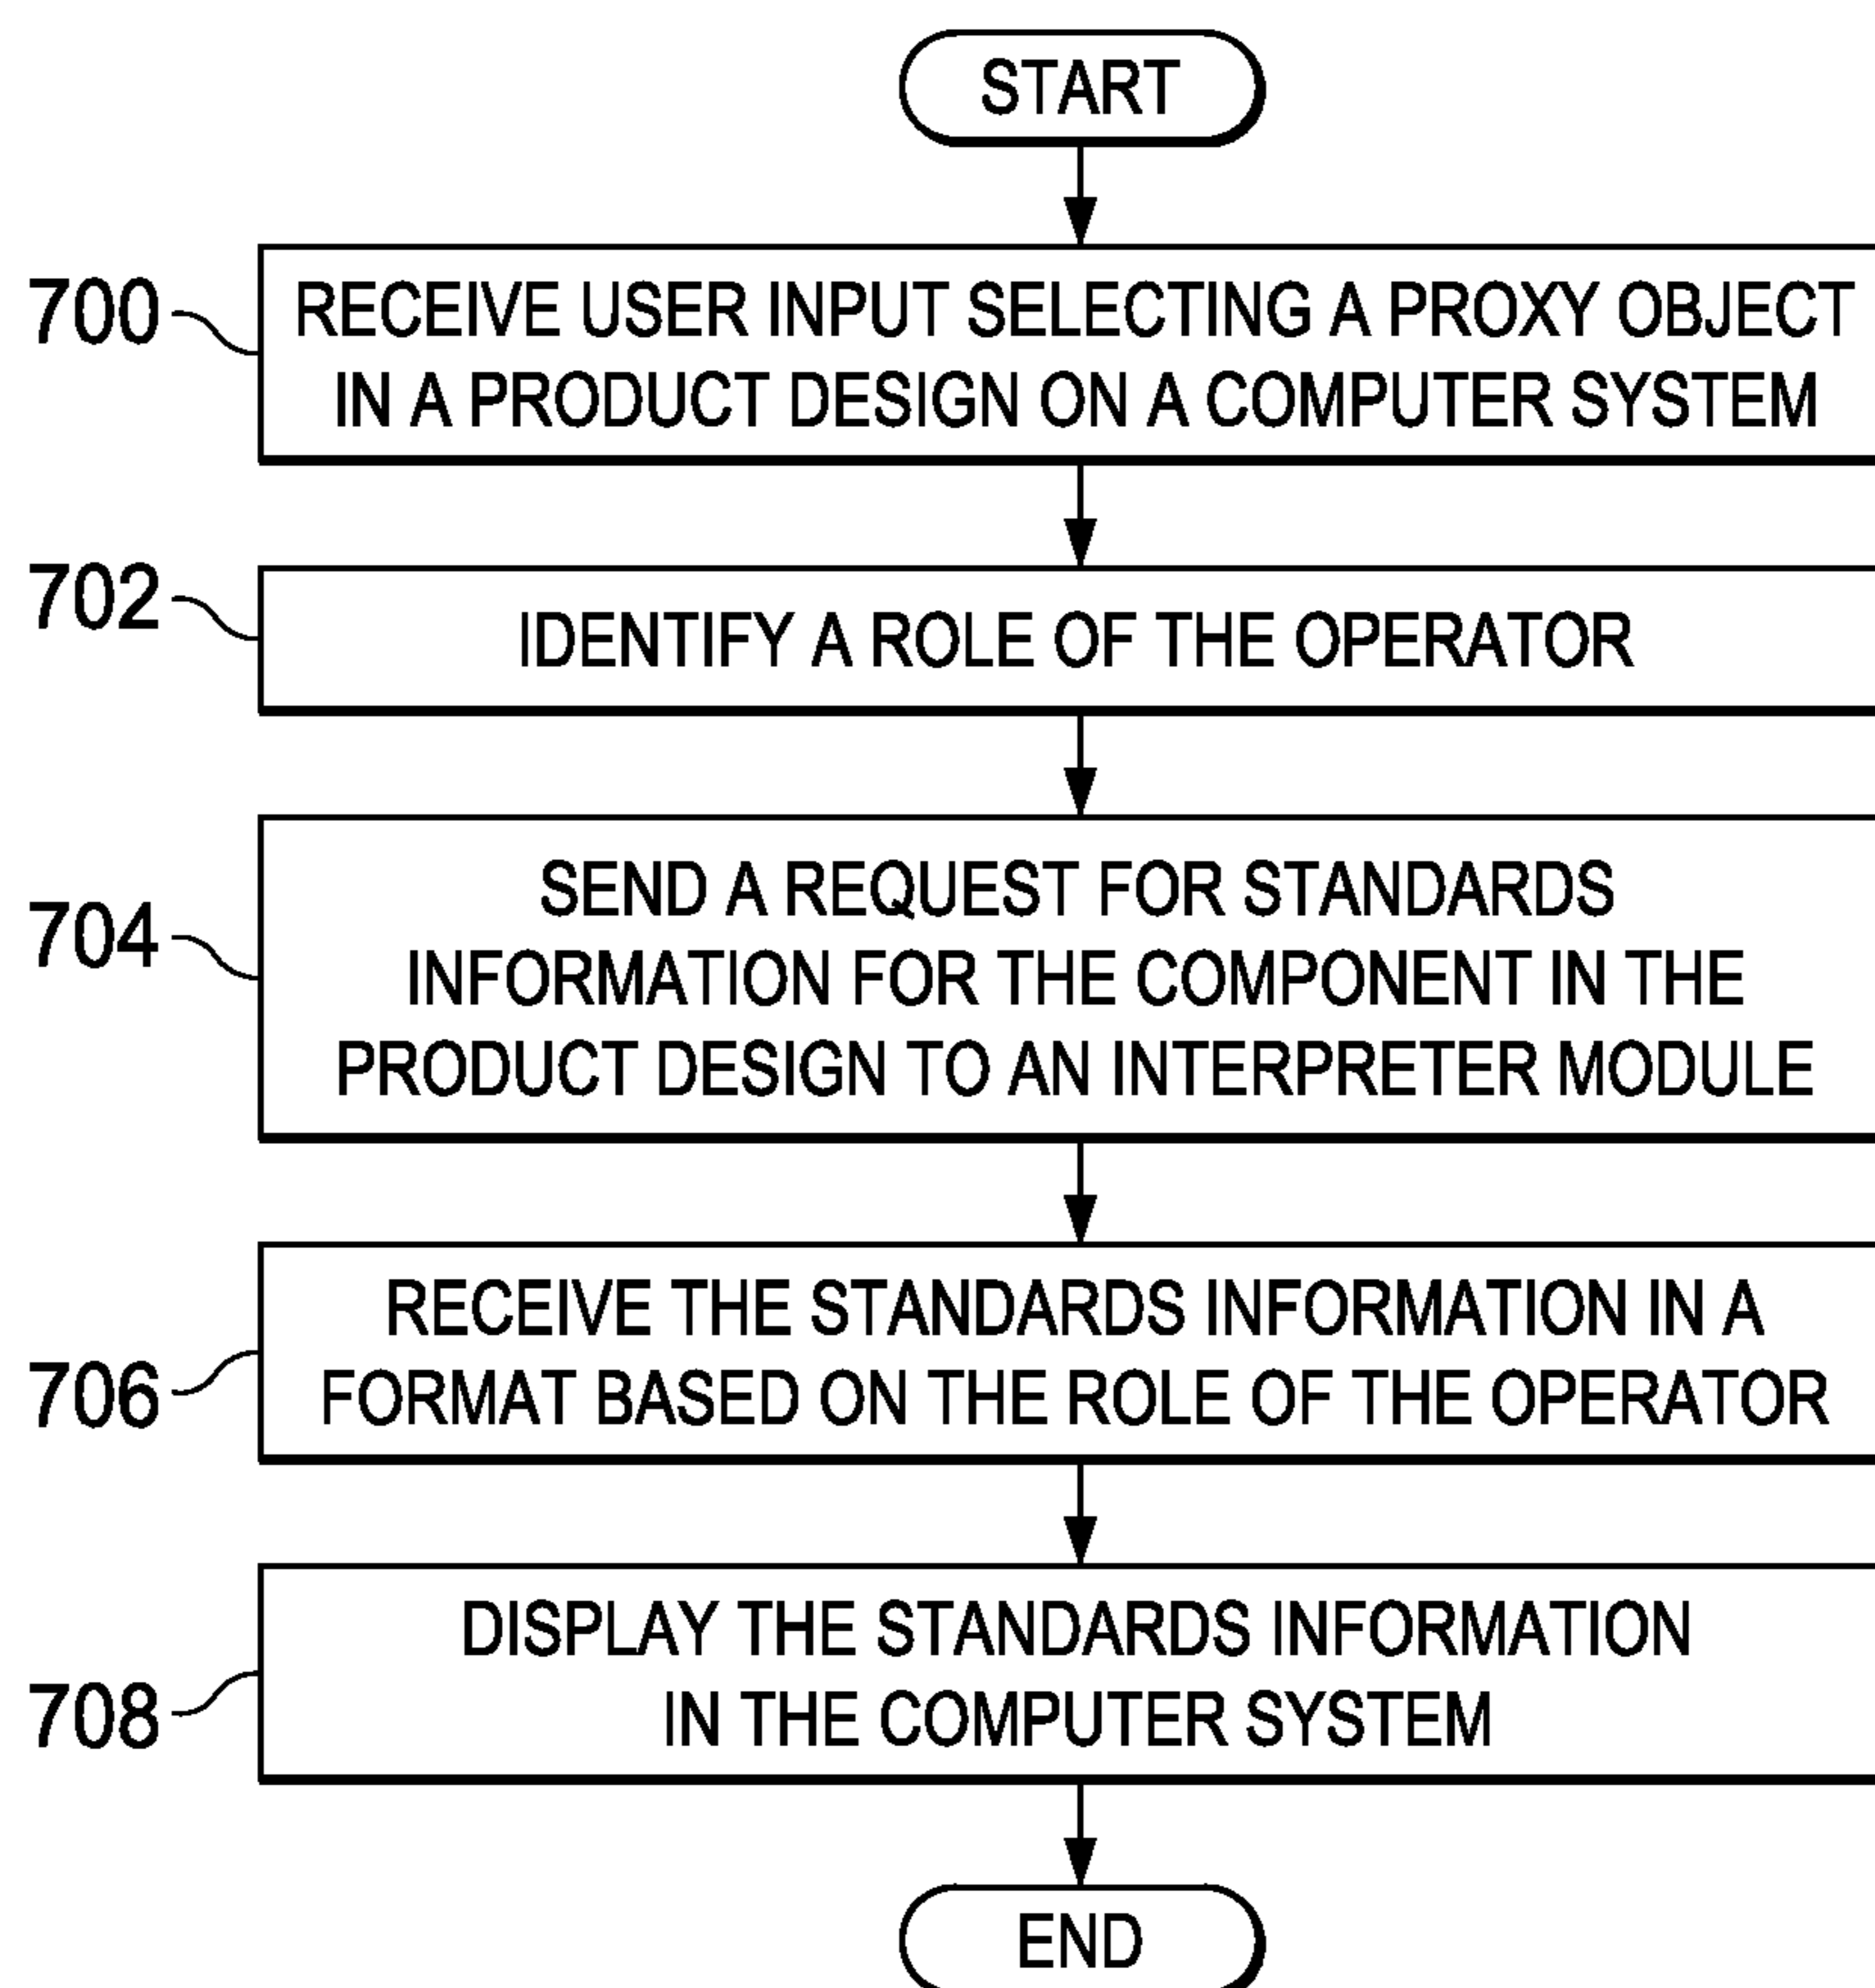 START
700
RECEIVE USER INPUT SELECTING A PROXY OBJECT
IN A PRODUCT DESIGN ON A COMPUTER SYSTEM
702
IDENTIFY A ROLE OF THE OPERATOR
704
SEND A REQUEST FOR STANDARDS
INFORMATION FOR THE COMPONENT IN THE
PRODUCT DESIGN TO AN INTERPRETER MODULE
706
RECEIVE THE STANDARDS INFORMATION IN A
FORMAT BASED ON THE ROLE OF THE OPERATOR
708
DISPLAY THE STANDARDS INFORMATION
IN THE COMPUTER SYSTEM
END